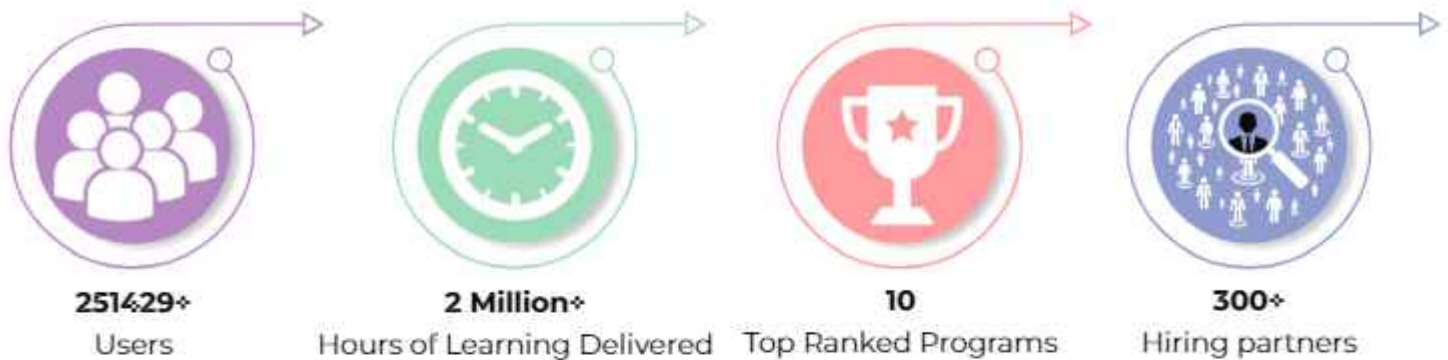 251429+
Users
2 Million+
Hours of Learning Delivered
10
Top Ranked Programs
300+
Hiring partners